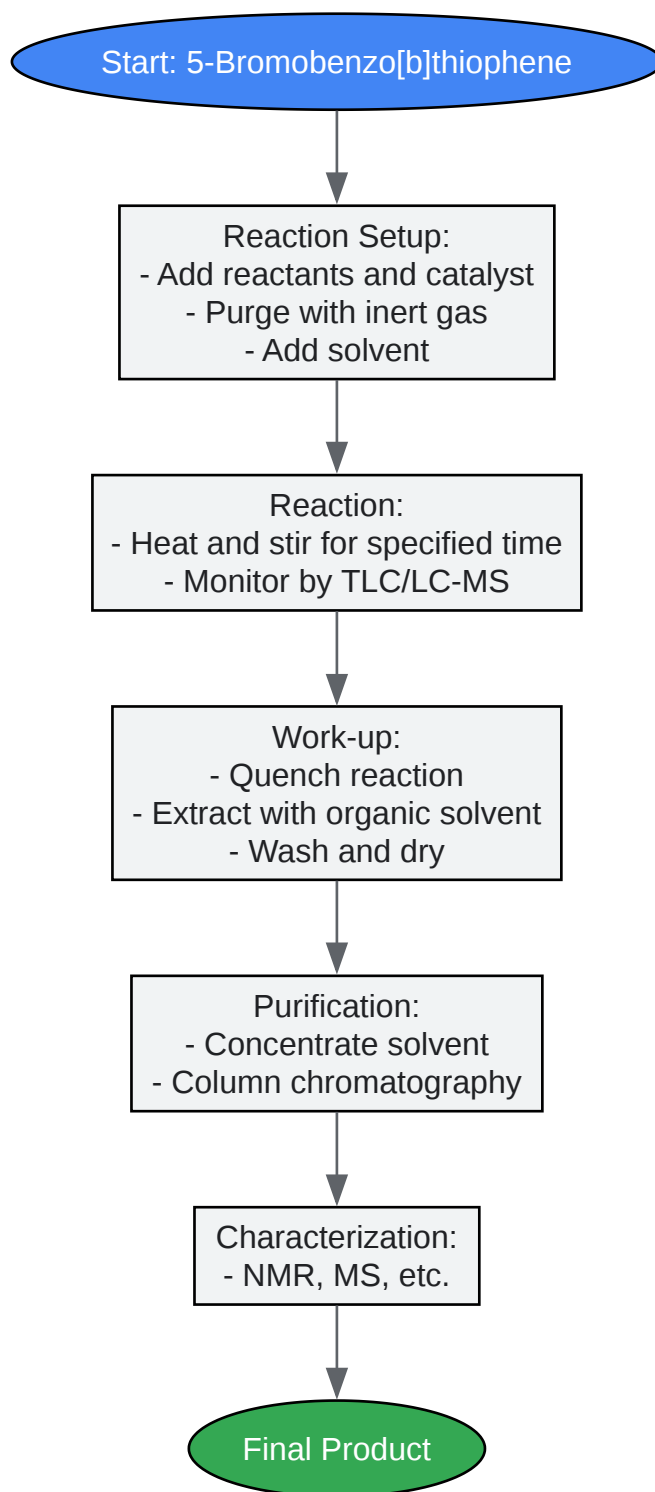 Start: 5-Bromobenzo[b]thiophene
Reaction Setup:
- Add reactants and catalyst
- Purge with inert gas
- Add solvent
Reaction:
- Heat and stir for specified time
- Monitor by TLC/LC-MS
Work-up:
- Quench reaction
- Extract with organic solvent
- Wash and dry
Purification:
- Concentrate solvent
- Column chromatography
Characterization:
- NMR, MS, etc.
Final Product